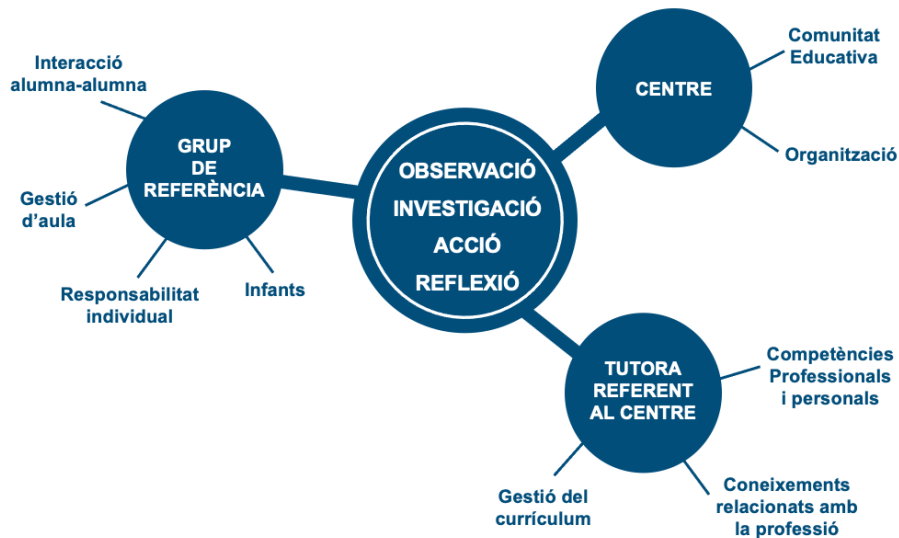 OBSERVACIÓ
INVESTIGACIÓ
ACCIÓ
REFLEXIÓ
GRUP
DE
REFERÈNCIA
Interacció
alumna-alumna
Gestió
d’aula
Responsabilitat
individual
Infants
CENTRE
Comunitat
Educativa
Organització
TUTORA
REFERENT
AL CENTRE
Competències
Professionals
i personals
Gestió del
currículum
Coneixements
relacionats amb
la professió